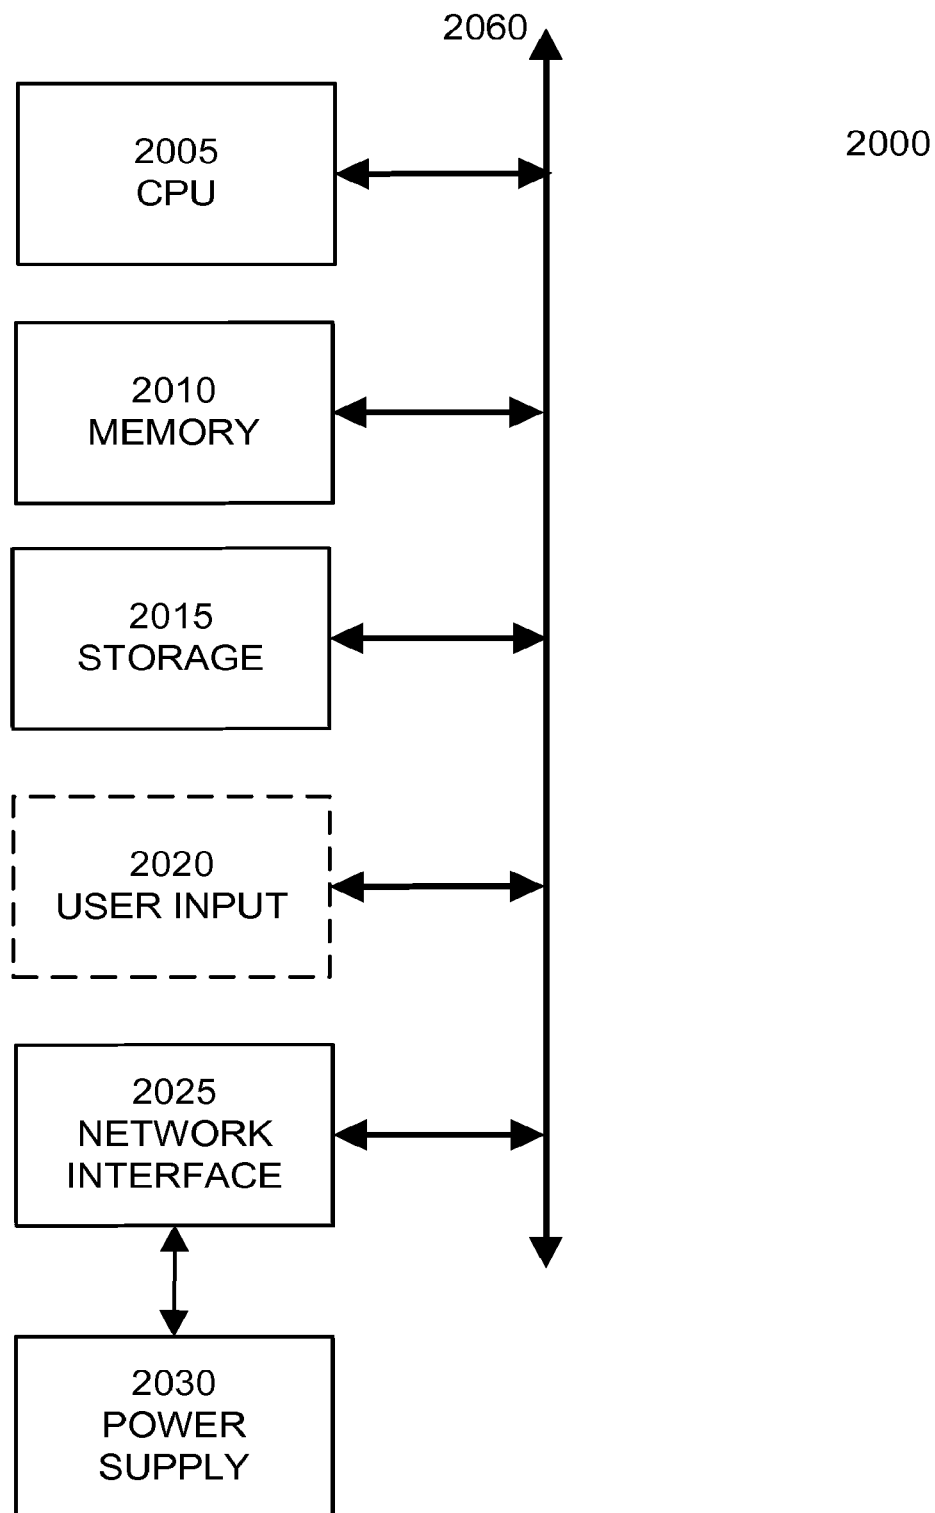 2060
2000
2005
CPU
2010
MEMORY
2015
STORAGE
2020
USER INPUT
2025
NETWORK
INTERFACE
2030
POWER
SUPPLY